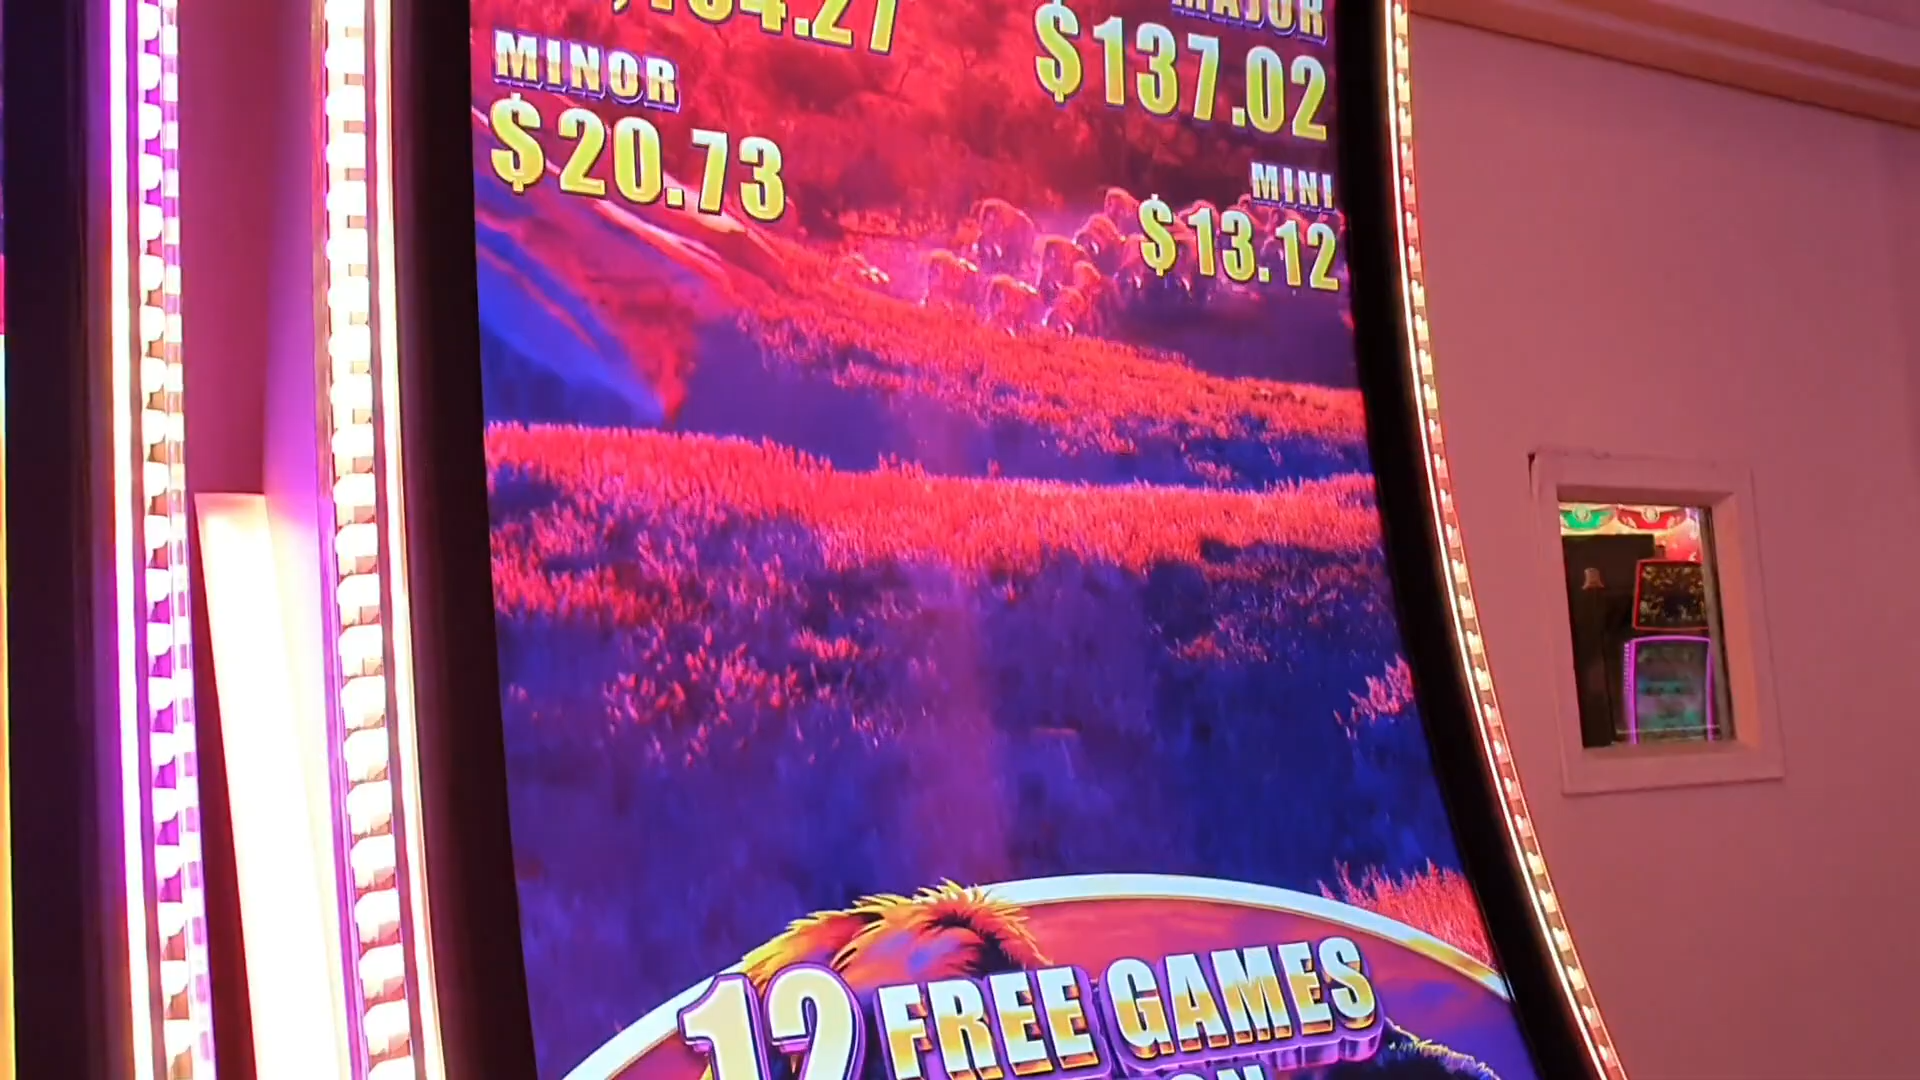 MAJOR
$137.02
MINOR
$20.73
MINI
$13.12
12 FREE GAMES